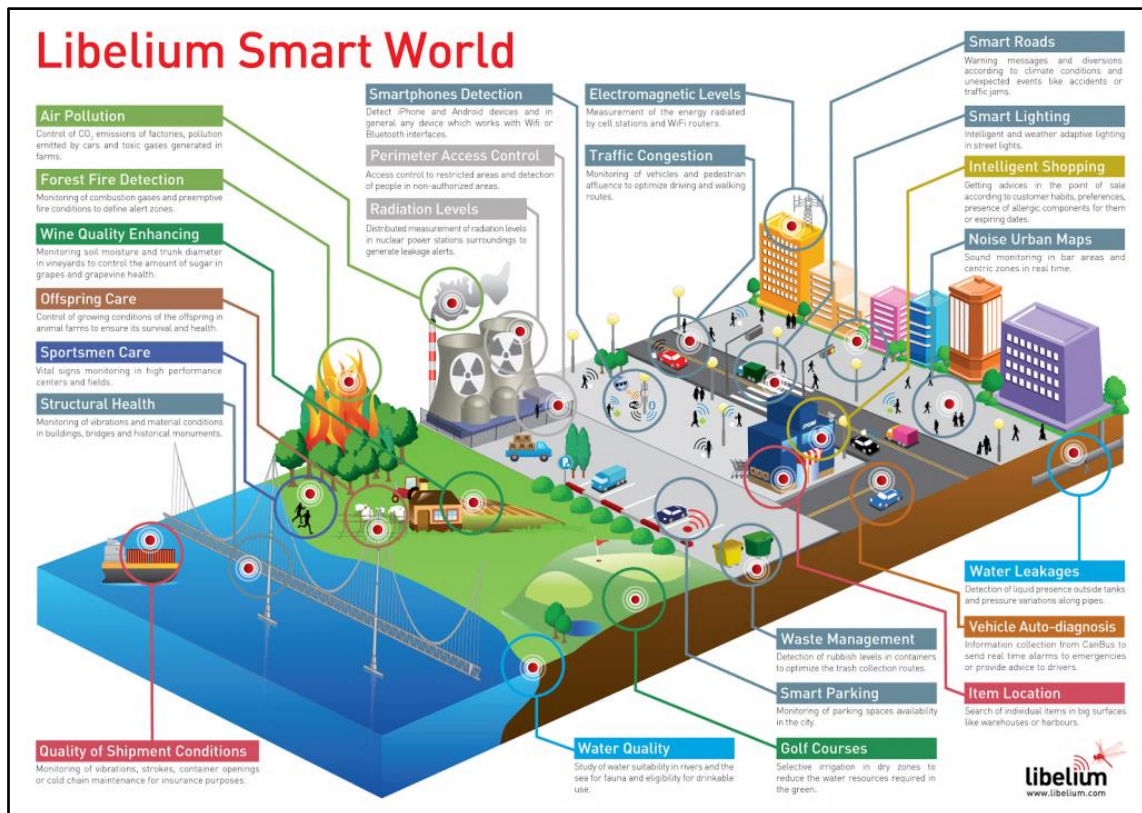 Libelium Smart World
Air Pollution
Control of CO₂ emissions of factories, pollution
emitted by cars and toxic gases generated in
farms.
Forest Fire Detection
Monitoring of combustion gases and preemptive
fire conditions to define alert zones.
Wine Quality Enhancing
Monitoring soil moisture and trunk diameter
in vineyards to control the amount of sugar in
grapes and grapevine health.
Offspring Care
Control of growing conditions of the offspring in
animal farms to ensure its survival and health.
Sportsmen Care
Vital signs monitoring in high performance
centers and fields.
Structural Health
Monitoring of vibrations and material conditions
in buildings, bridges and historical monuments.
Quality of Shipment Conditions
Monitoring of vibrations, strokes, container openings
or cold chain maintenance for insurance purposes.
Smartphones Detection
Detect iPhone and Android devices and in
general any device which works with Wifi or
Bluetooth interfaces.
Perimeter Access Control
Access control to restricted areas and detection
of people in non-authorized areas.
Radiation Levels
Distributed measurement of radiation levels
in nuclear power stations surroundings to
generate leakage alerts.
Electromagnetic Levels
Measurement of the energy radiated
by cell stations and WiFi routers.
Traffic Congestion
Monitoring of vehicles and pedestrian
affluence to optimize driving and walking
routes.
Smart Roads
Warning messages and diversions
according to climate conditions and
unexpected events like accidents or
traffic jams.
Smart Lighting
Intelligent and weather adaptive lighting
in street lights.
Intelligent Shopping
Getting advices in the point of sale
according to customer habits, preferences,
presence of allergic components for them
or expiring dates.
Noise Urban Maps
Sound monitoring in bar areas and
centric zones in real time.
P
Water Leakages
Detection of liquid presence outside tanks
and pressure variations along pipes.
Vehicle Auto-diagnosis
Information collection from CanBus to
send real time alarms to emergencies
or provide advice to drivers.
Item Location
Search of individual items in big surfaces
like warehouses or harbours.
Waste Management
Detection of rubbish levels in containers
to optimize the trash collection routes.
Smart Parking
Monitoring of parking spaces availability
in the city.
Golf Courses
Selective irrigation in dry zones to
reduce the water resources required in
the green.
Water Quality
Study of water suitability in rivers and the
sea for fauna and eligibility for drinkable
use.
libelium
www.libelium.com